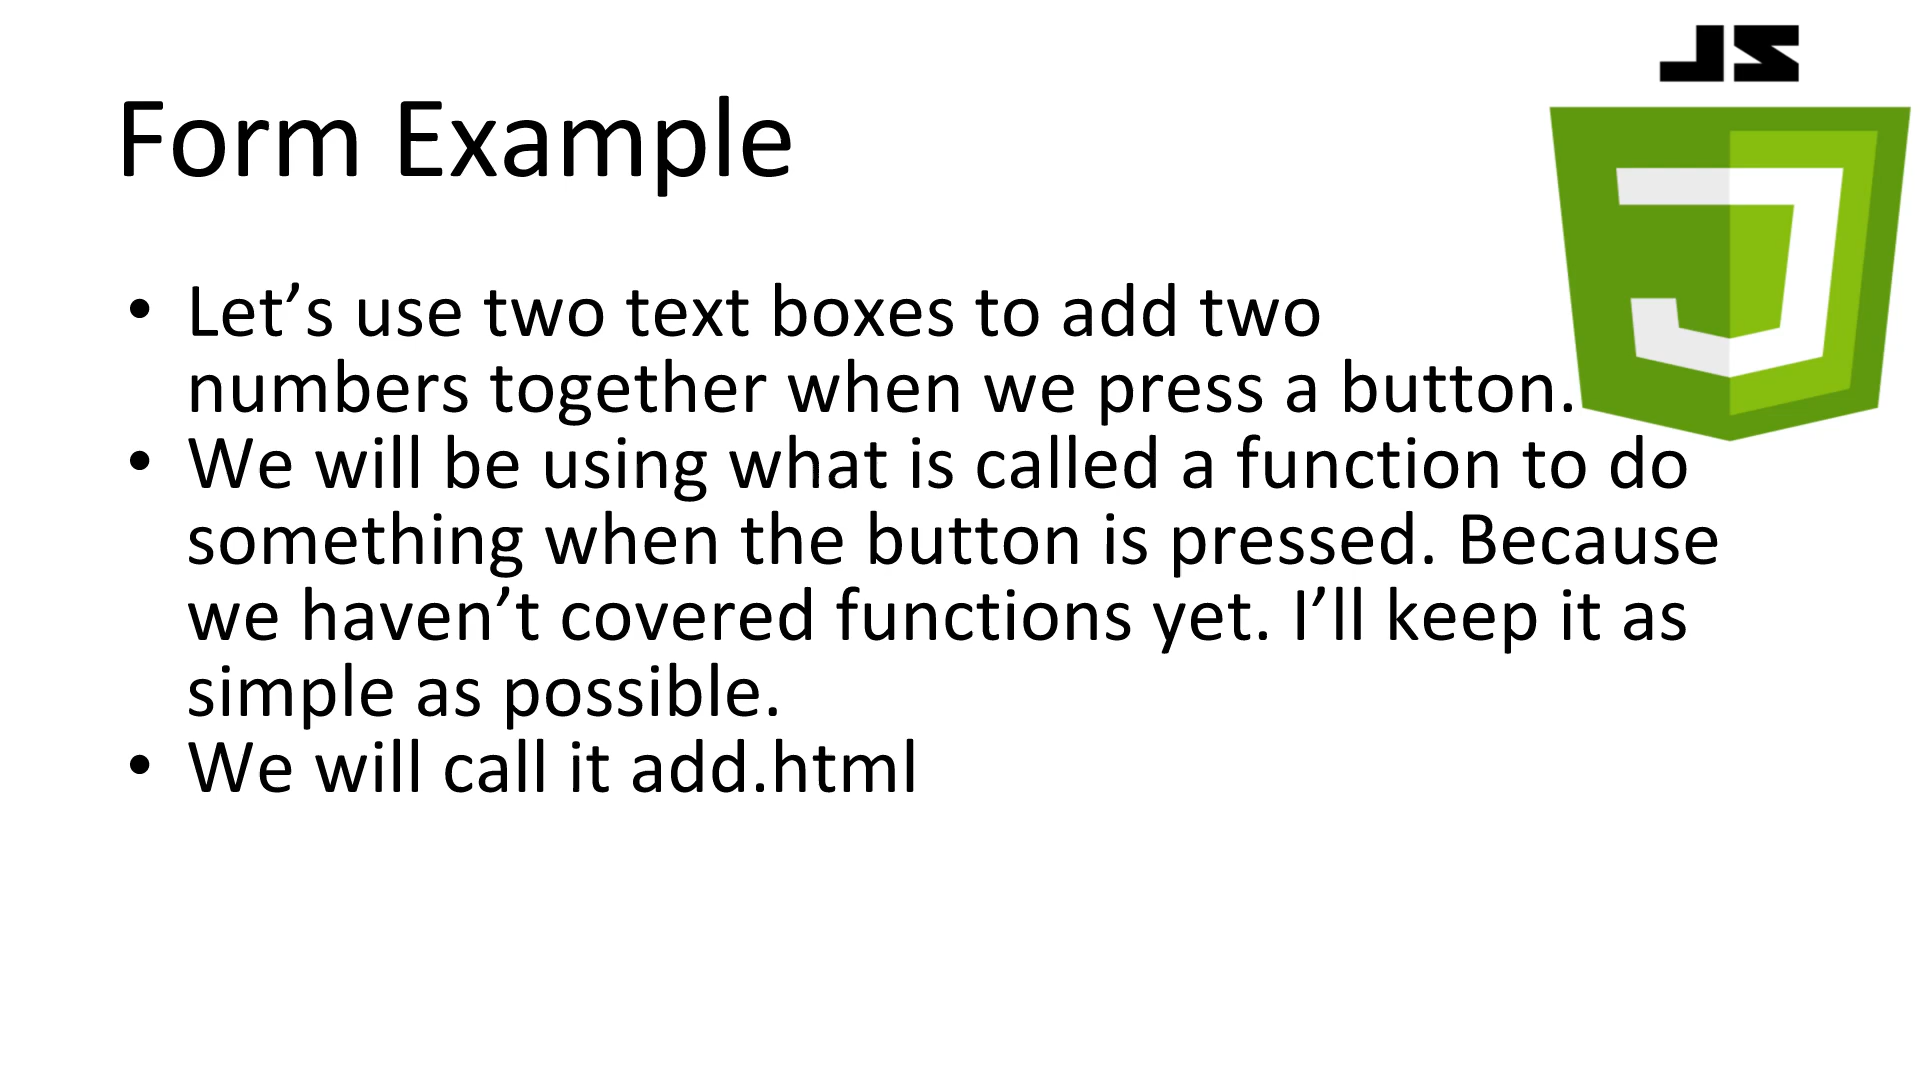 JS
Form Example
• Let’s use two text boxes to add two
numbers together when we press a button.
• We will be using what is called a function to do
something when the button is pressed. Because
we haven’t covered functions yet. I’ll keep it as
simple as possible.
• We will call it add.html